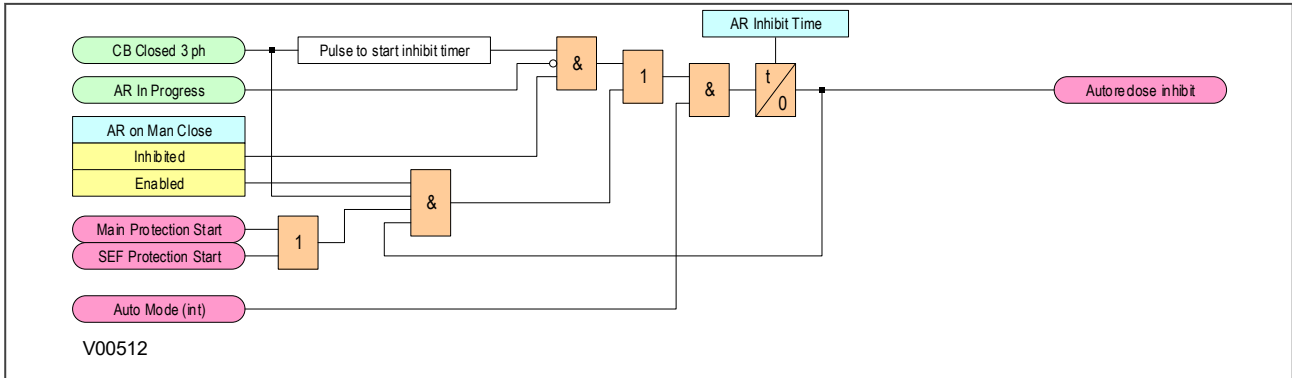 AR Inhibit Time
CB Closed 3 ph
Pulse to start inhibit timer
&
AR In Progress
1
&
t
0
Autoredose inhibit
AR on Man Close
Inhibited
Enabled
&
Main Protection Start
1
SEF Protection Start
Auto Mode (int)
V00512